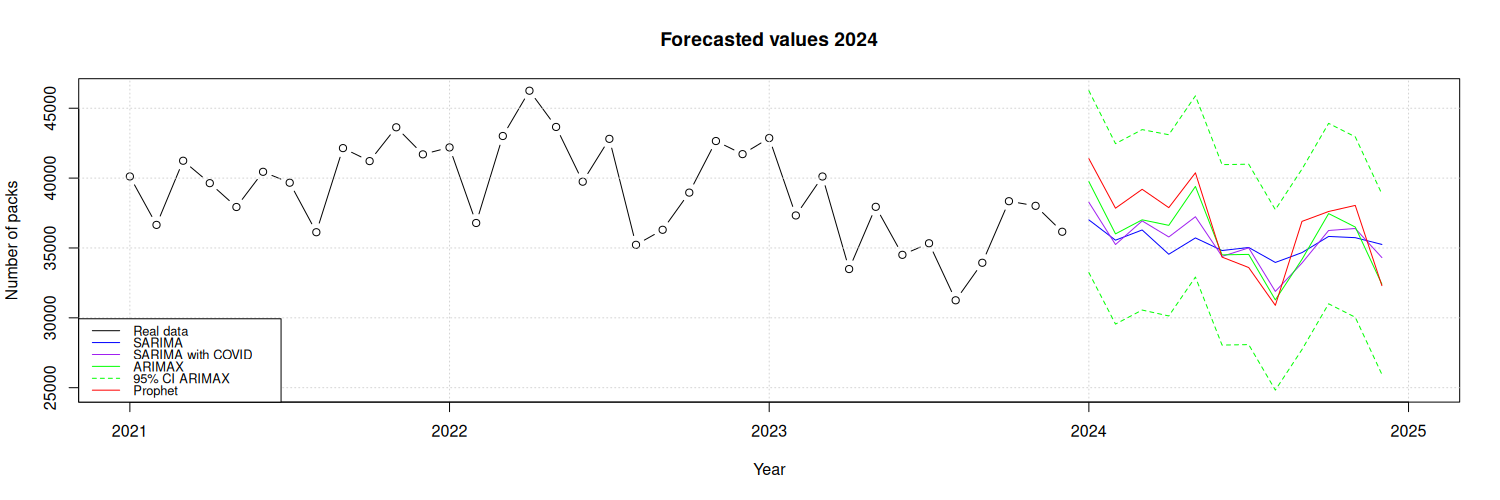 Forecasted values 2024
Number of packs
45000
40000
35000
30000
25000
Real data
SARIMA
SARIMA with COVID
ARIMAX
95% CI ARIMAX
Prophet
2021 2022 2023 2024 2025
Year